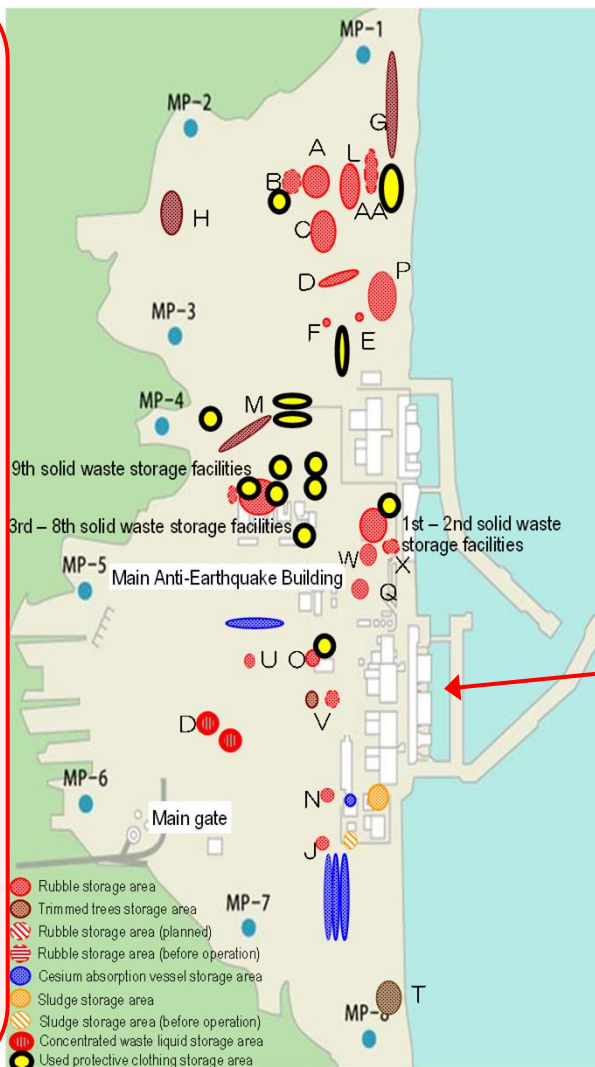 MP-1
MP-2
G
A
L
B
AA
H
C
D
P
F
E
MP-3
M
MP-4
9th solid waste storage facilities
3rd – 8th solid waste storage facilities
1st – 2nd solid waste
storage facilities
W
X
MP-5
Main Anti-Earthquake Building
Q
U
O
D
V
MP-6
N
Main gate
J
Rubble storage area
Trimmed trees storage area
Rubble storage area (planned)
Rubble storage area (before operation)
Cesium absorption vessel storage area
Sludge storage area
Sludge storage area (before operation)
Concentrated waste liquid storage area
Used protective clothing storage area
MP-7
T
MP-8